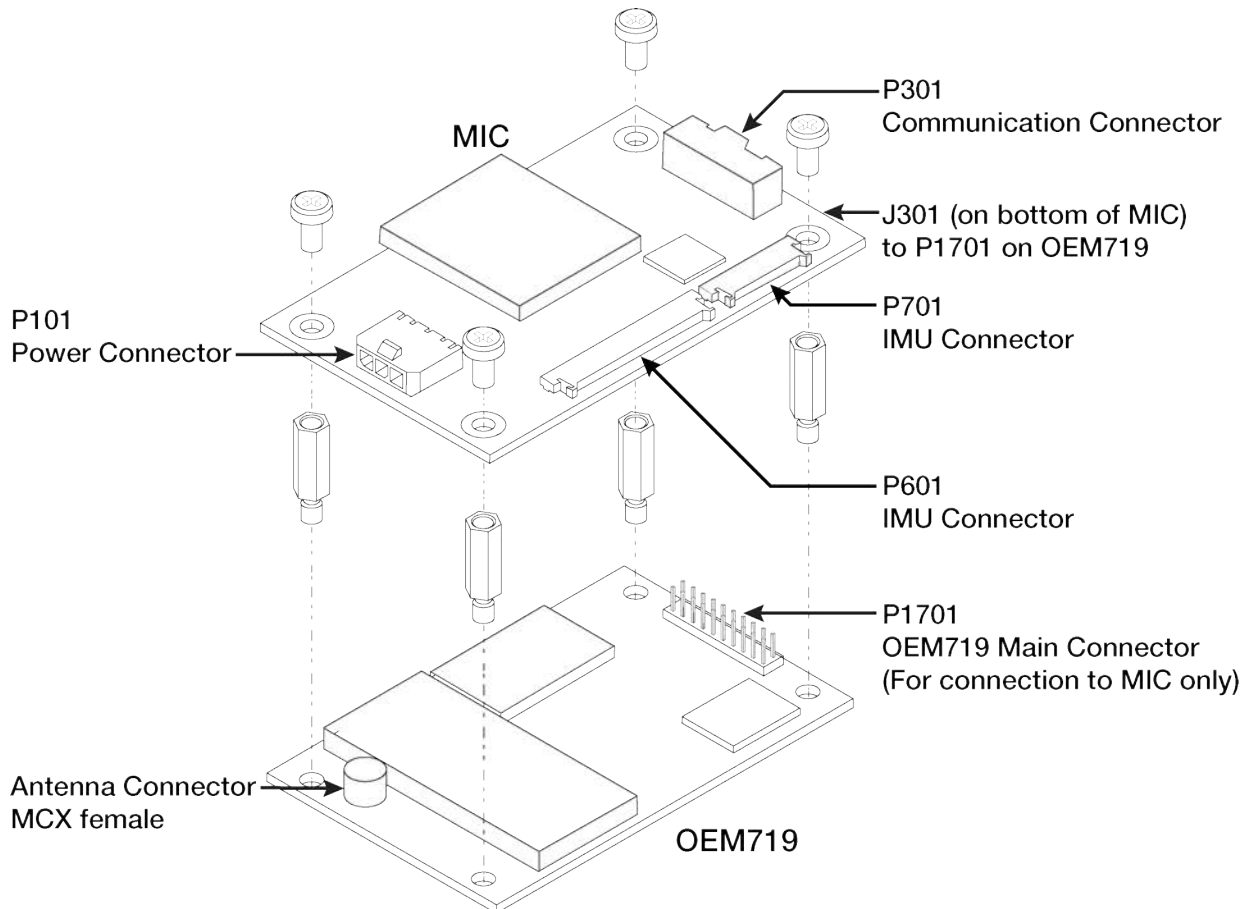 P301
Communication Connector
MIC
J301 (on bottom of MIC)
to P1701 on OEM719
P701
IMU Connector
P101
Power Connector
P601
IMU Connector
P1701
OEM719 Main Connector
(For connection to MIC only)
Antenna Connector
MCX female
OEM719